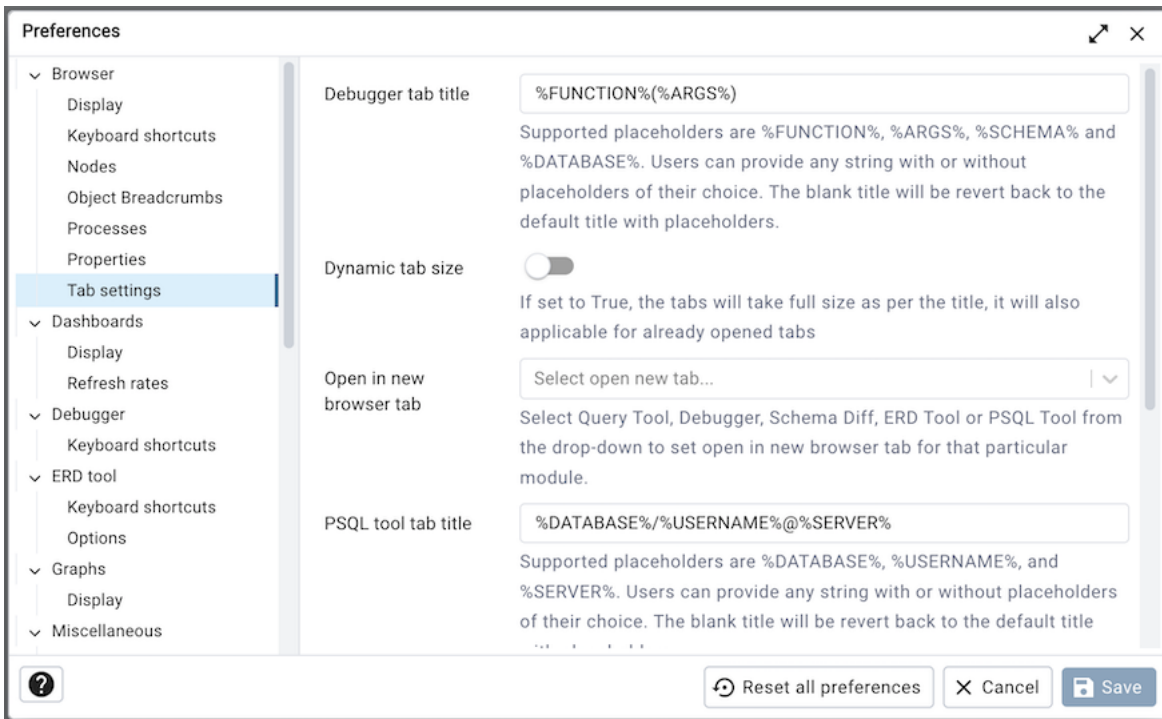 Preferences
Browser
Display
Keyboard shortcuts
Nodes
Object Breadcrumbs
Processes
Properties
Tab settings
Dashboards
Display
Refresh rates
Debugger
Keyboard shortcuts
ERD tool
Keyboard shortcuts
Options
Graphs
Display
Miscellaneous
Debugger tab title
%FUNCTION%(%ARGS%)
Supported placeholders are %FUNCTION%, %ARGS%, %SCHEMA% and
%DATABASE%. Users can provide any string with or without
placeholders of their choice. The blank title will be revert back to the
default title with placeholders.
Dynamic tab size
If set to True, the tabs will take full size as per the title, it will also
applicable for already opened tabs
Open in new
browser tab
Select open new tab...
Select Query Tool, Debugger, Schema Diff, ERD Tool or PSQL Tool from
the drop-down to set open in new browser tab for that particular
module.
PSQL tool tab title
%DATABASE%/%USERNAME%@%SERVER%
Supported placeholders are %DATABASE%, %USERNAME%, and
%SERVER%. Users can provide any string with or without placeholders
of their choice. The blank title will be revert back to the default title
Reset all preferences
Cancel
Save